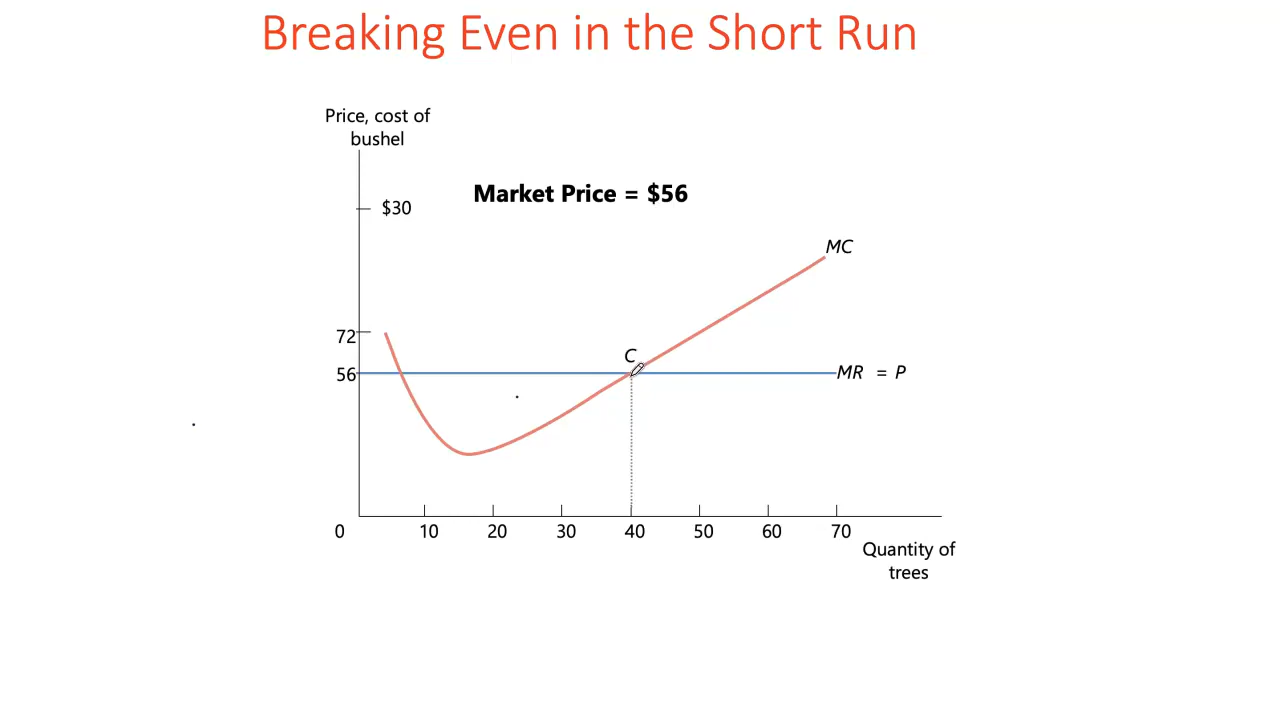 Breaking Even in the Short Run
Price, cost of
bushel
Market Price = $56
$30
MC
72
C
56
MR = P
0 10 20 30 40 50 60 70
Quantity of
trees